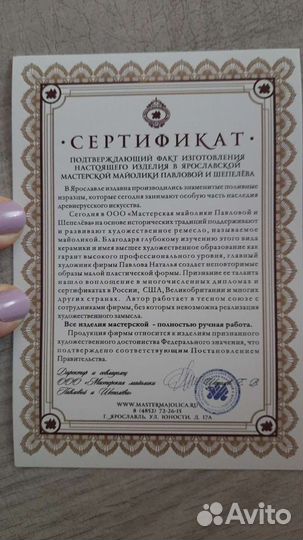 · СЕРТИФИКАТ ·
ПОДТВЕРЖДАЮЩИЙ ФАКТ ИЗГОТОВЛЕНИЯ
НАСТОЯЩЕГО ИЗДЕЛИЯ В ЯРОСЛАВСКОЙ
МАСТЕРСКОЙ МАЙОЛИКИ ПАВЛОВОЙ И ШЕПЕЛЁВА
В Ярославле издавна производились знаменитые поливные
изразцы, которые сегодня занимают особую часть наследия
древнерусского искусства.
Сегодня в ООО «Мастерская майолики Павловой и
Шепелёва» на основе исторических традиций поддерживают
и развивают художественное ремесло, называемое
майоликой. Благодаря глубокому изучению этого вида
керамики и имея высшее художественное образование как
гарант высокого профессионального уровня, главный
художник фирмы Павлова Наталья создает неповторимые
образы малой пластической формы. Признание ее таланта
нашло воплощение в многочисленных дипломах и
сертификатах в России, США, Великобритании и многих
других странах. Автор работает в тесном союзе с
сотрудниками фирмы, без которых невозможна реализация
художественного замысла.
Все изделия мастерской - полностью ручная работа.
Продукция фирмы относится к изделиям признанного
художественного достоинства Федерального значения, что
подтверждено соответствующим Постановлением
Правительства.
Директор и соавтор
ООО «Мастерская майолики
Павловой и Шепелёва»
WWW.MASTERMAJOLICA.RU
8 (4852) 72-26-15
Г. ЯРОСЛАВЛЬ, УЛ. ЮНОСТИ, Д. 17А
Avito